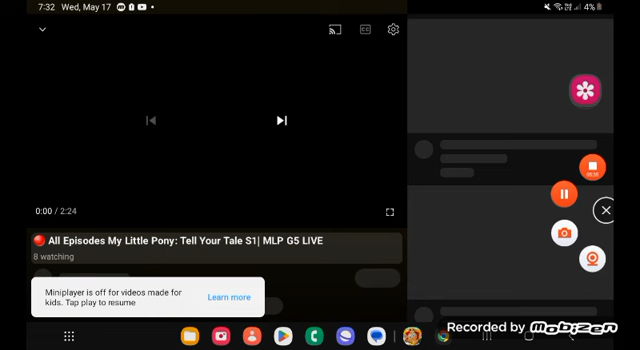 7:32 Wed, May 17
4%
CC
0:00 / 2:24
All Episodes My Little Pony: Tell Your Tale S1| MLP G5 LIVE
8 watching
Miniplayer is off for videos made for
kids. Tap play to resume
Learn more
Recorded by mobizen